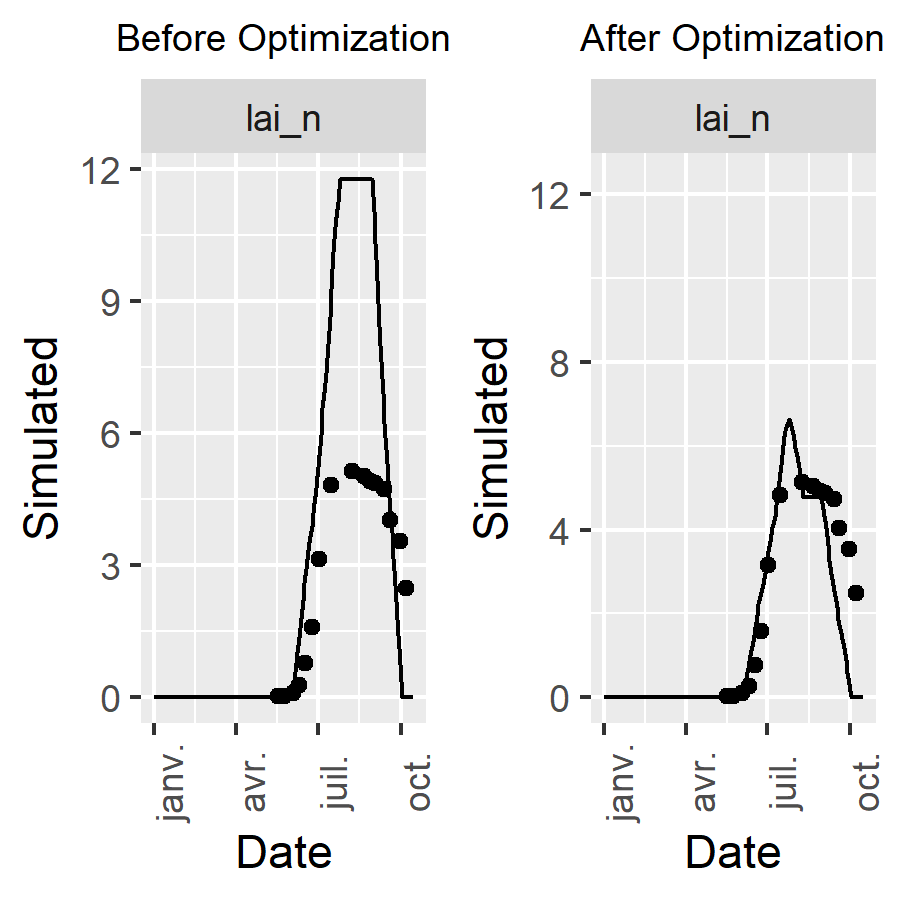 Before Optimization
lai_n
12
9
6
3
0
Simulated
janv.
avr.
juil.
oct.
Date
After Optimization
lai_n
12
8
4
0
Simulated
janv.
avr.
juil.
oct.
Date